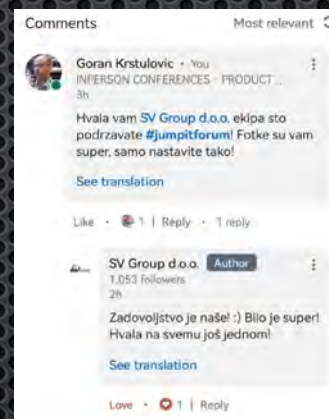 Comments
Most relevant
Goran Krstulovic • You
INPERSON CONFERENCES - PRODUCT ...
3h
Hvala vam SV Group d.o.o. ekipa sto
podrzavate #jumpitforum! Fotke su vam
super, samo nastavite tako!
See translation
Like • 1 | Reply • 1 reply
SV Group d.o.o. Author
1,053 followers
2h
Zadovoljstvo je naše! :) Bilo je super!
Hvala na svemu još jednom!
See translation
Love • 1 | Reply